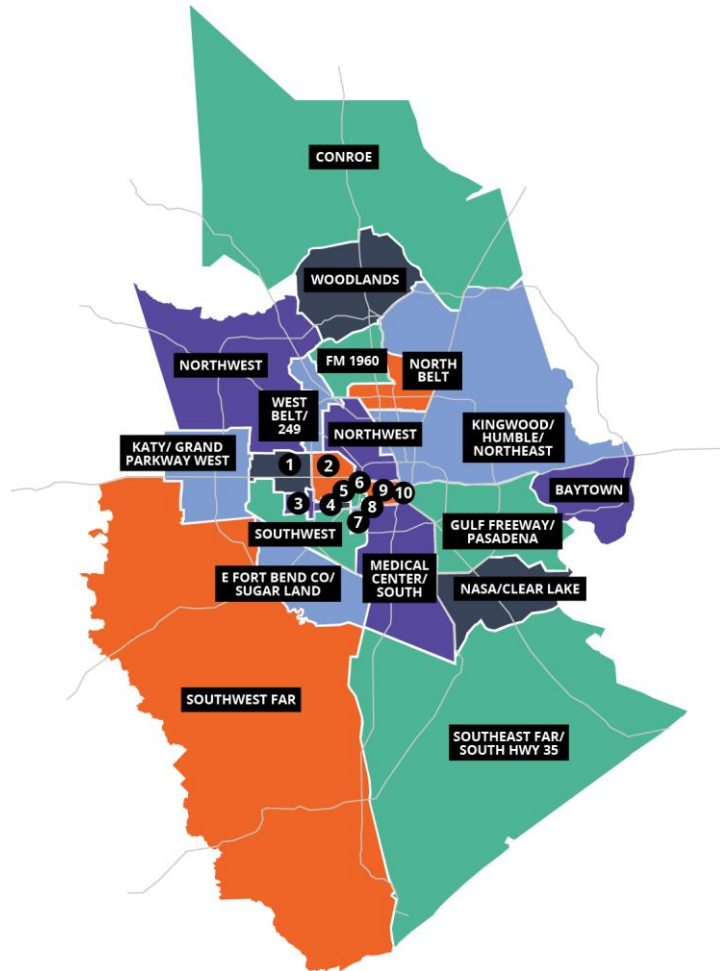 CONROE
WOODLANDS
FM 1960
NORTHWEST
NORTH
BELT
WEST
BELT/
249
NORTHWEST
KINGWOOD/
HUMBLE/
NORTHEAST
KATY/ GRAND
PARKWAY WEST
1
2
BAYTOWN
3
4
5
6
7
8
9
10
SOUTHWEST
GULF FREEWAY/
PASADENA
E FORT BEND CO/
SUGAR LAND
MEDICAL
CENTER/
SOUTH
NASA/CLEAR LAKE
SOUTHWEST FAR
SOUTHEAST FAR/
SOUTH HWY 35